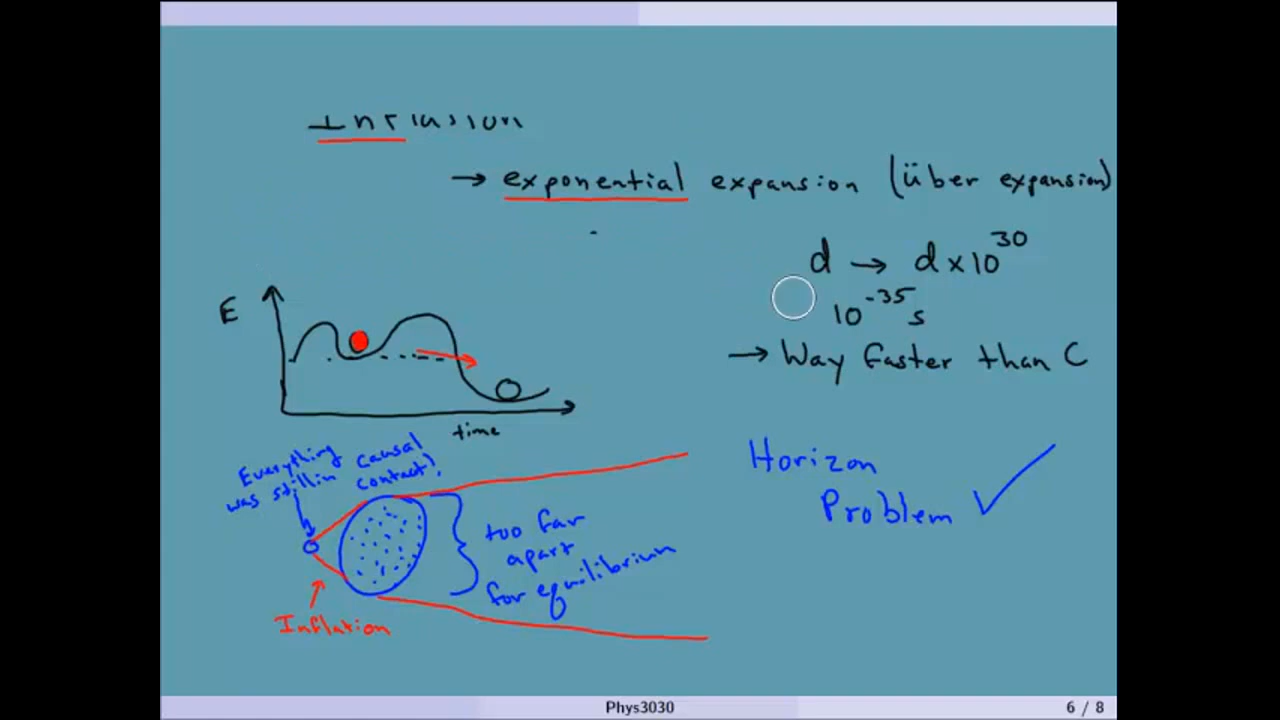 Inflation
→ exponential expansion (über expansion)
d → d x 10^30
10^-35 s
→ Way faster than C
E
time
Everything
was still in causal
contact!
Inflation
too far
apart
for equilibrium
Horizon
Problem ✓
Phys3030
6 / 8